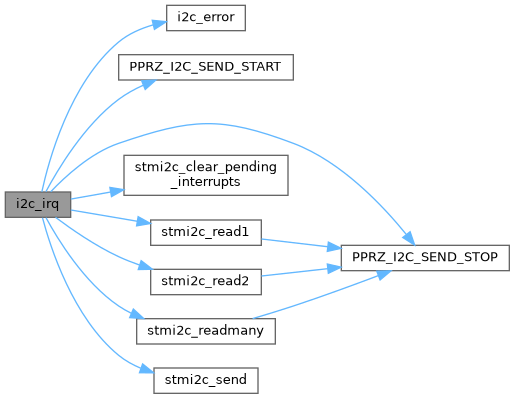 i2c_error
PPRZ_I2C_SEND_START
stmi2c_clear_pending
_interrupts
i2c_irq
stmi2c_read1
PPRZ_I2C_SEND_STOP
stmi2c_read2
stmi2c_readmany
stmi2c_send